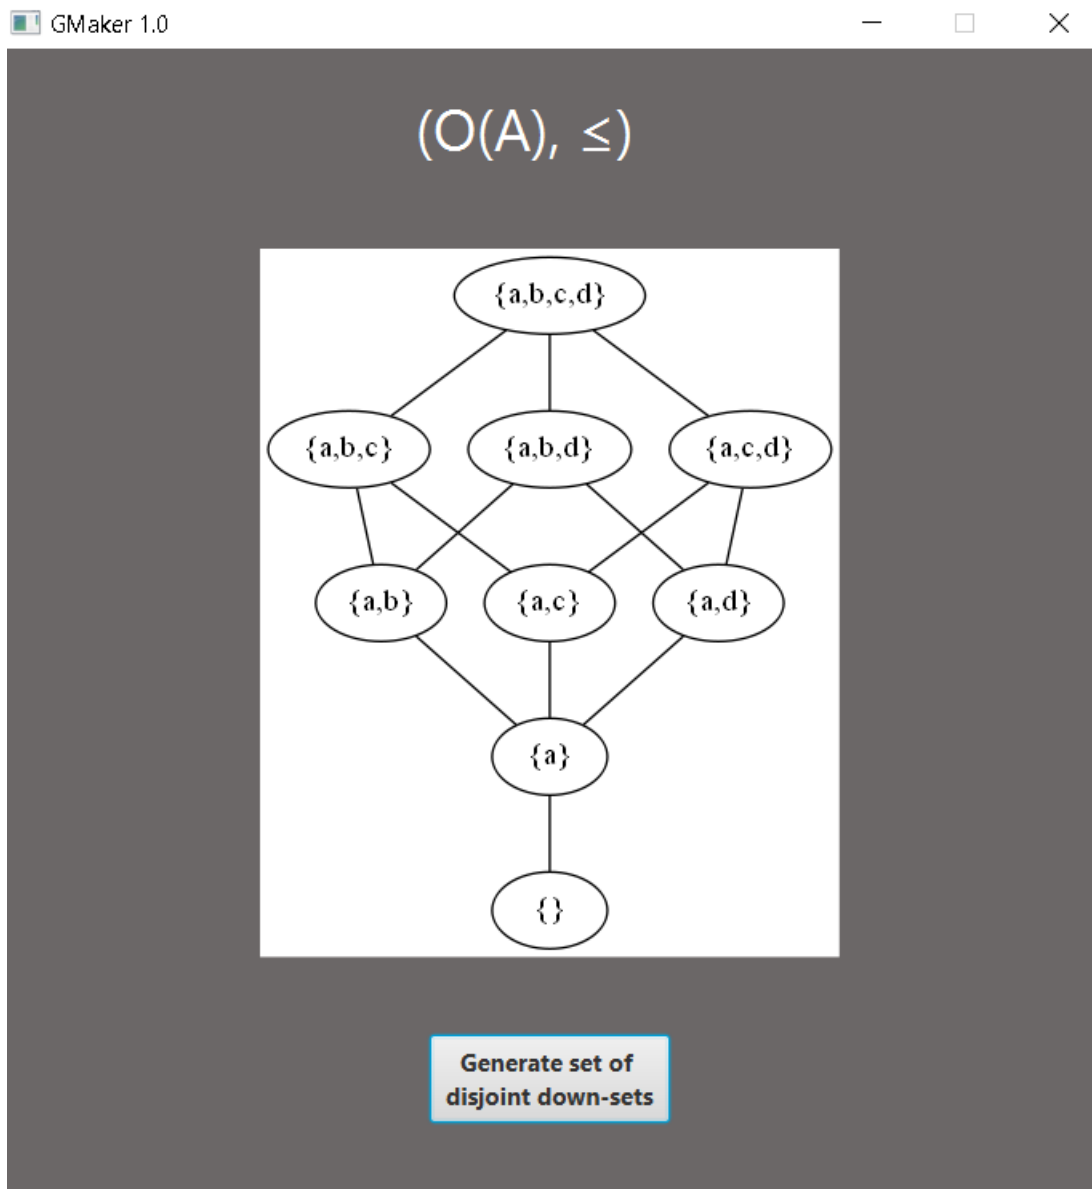 GMaker 1.0
(O(A), ≤)
{a,b,c,d}
{a,b,c} {a,b,d} {a,c,d}
{a,b} {a,c} {a,d}
{a}
{}
Generate set of
disjoint down-sets